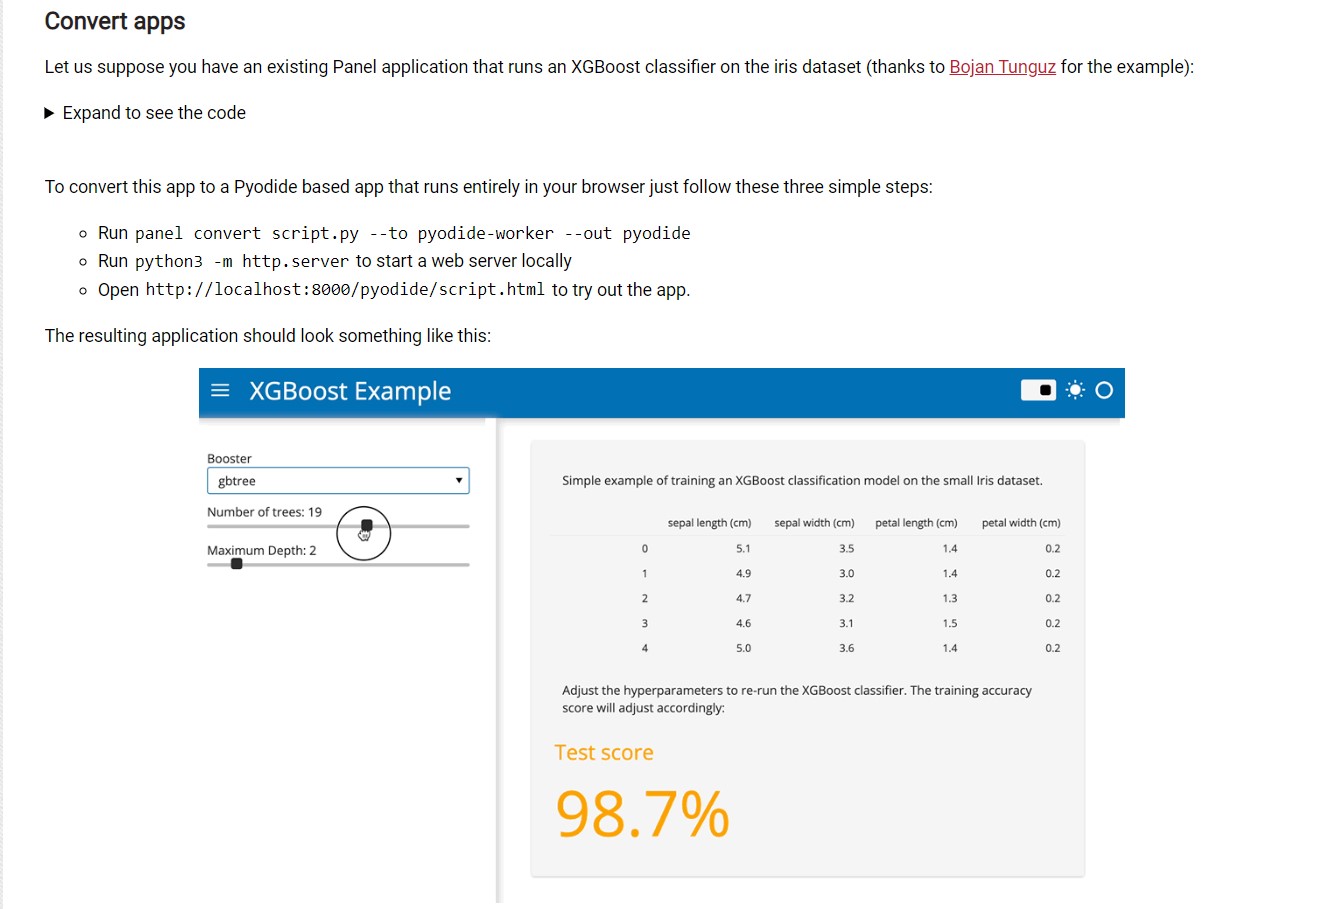 Convert apps
Let us suppose you have an existing Panel application that runs an XGBoost classifier on the iris dataset (thanks to Bojan Tunguz for the example):
Expand to see the code
To convert this app to a Pyodide based app that runs entirely in your browser just follow these three simple steps:
Run panel convert script.py --to pyodide-worker --out pyodide
Run python3 -m http.server to start a web server locally
Open http://localhost:8000/pyodide/script.html to try out the app.
The resulting application should look something like this:
XGBoost Example
Booster
gbtree
Number of trees: 19
Maximum Depth: 2
Simple example of training an XGBoost classification model on the small Iris dataset.
sepal length (cm) sepal width (cm) petal length (cm) petal width (cm)
0 5.1 3.5 1.4 0.2
1 4.9 3.0 1.4 0.2
2 4.7 3.2 1.3 0.2
3 4.6 3.1 1.5 0.2
4 5.0 3.6 1.4 0.2
Adjust the hyperparameters to re-run the XGBoost classifier. The training accuracy
score will adjust accordingly:
Test score
98.7%